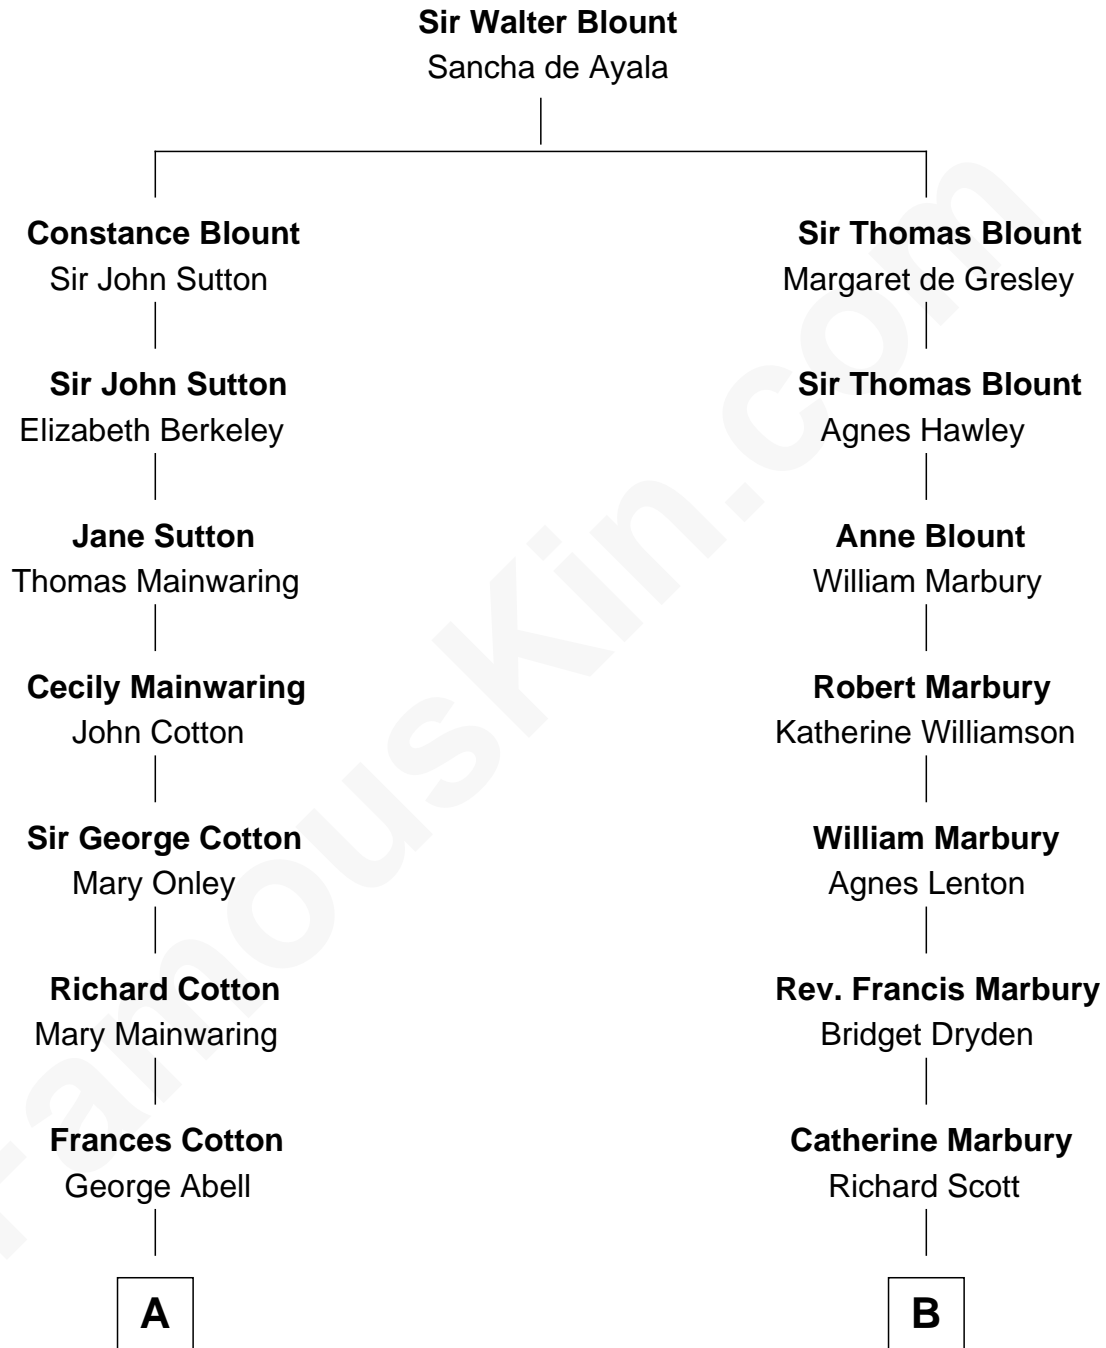 Sir Walter Blount
Sancha de Ayala
Constance Blount
Sir John Sutton
Sir Thomas Blount
Margaret de Gresley
Sir John Sutton
Elizabeth Berkeley
Sir Thomas Blount
Agnes Hawley
Jane Sutton
Thomas Mainwaring
Anne Blount
William Marbury
Cecily Mainwaring
John Cotton
Robert Marbury
Katherine Williamson
Sir George Cotton
Mary Onley
William Marbury
Agnes Lenton
Richard Cotton
Mary Mainwaring
Rev. Francis Marbury
Bridget Dryden
Frances Cotton
George Abell
Catherine Marbury
Richard Scott
A
B
FamousKin.com